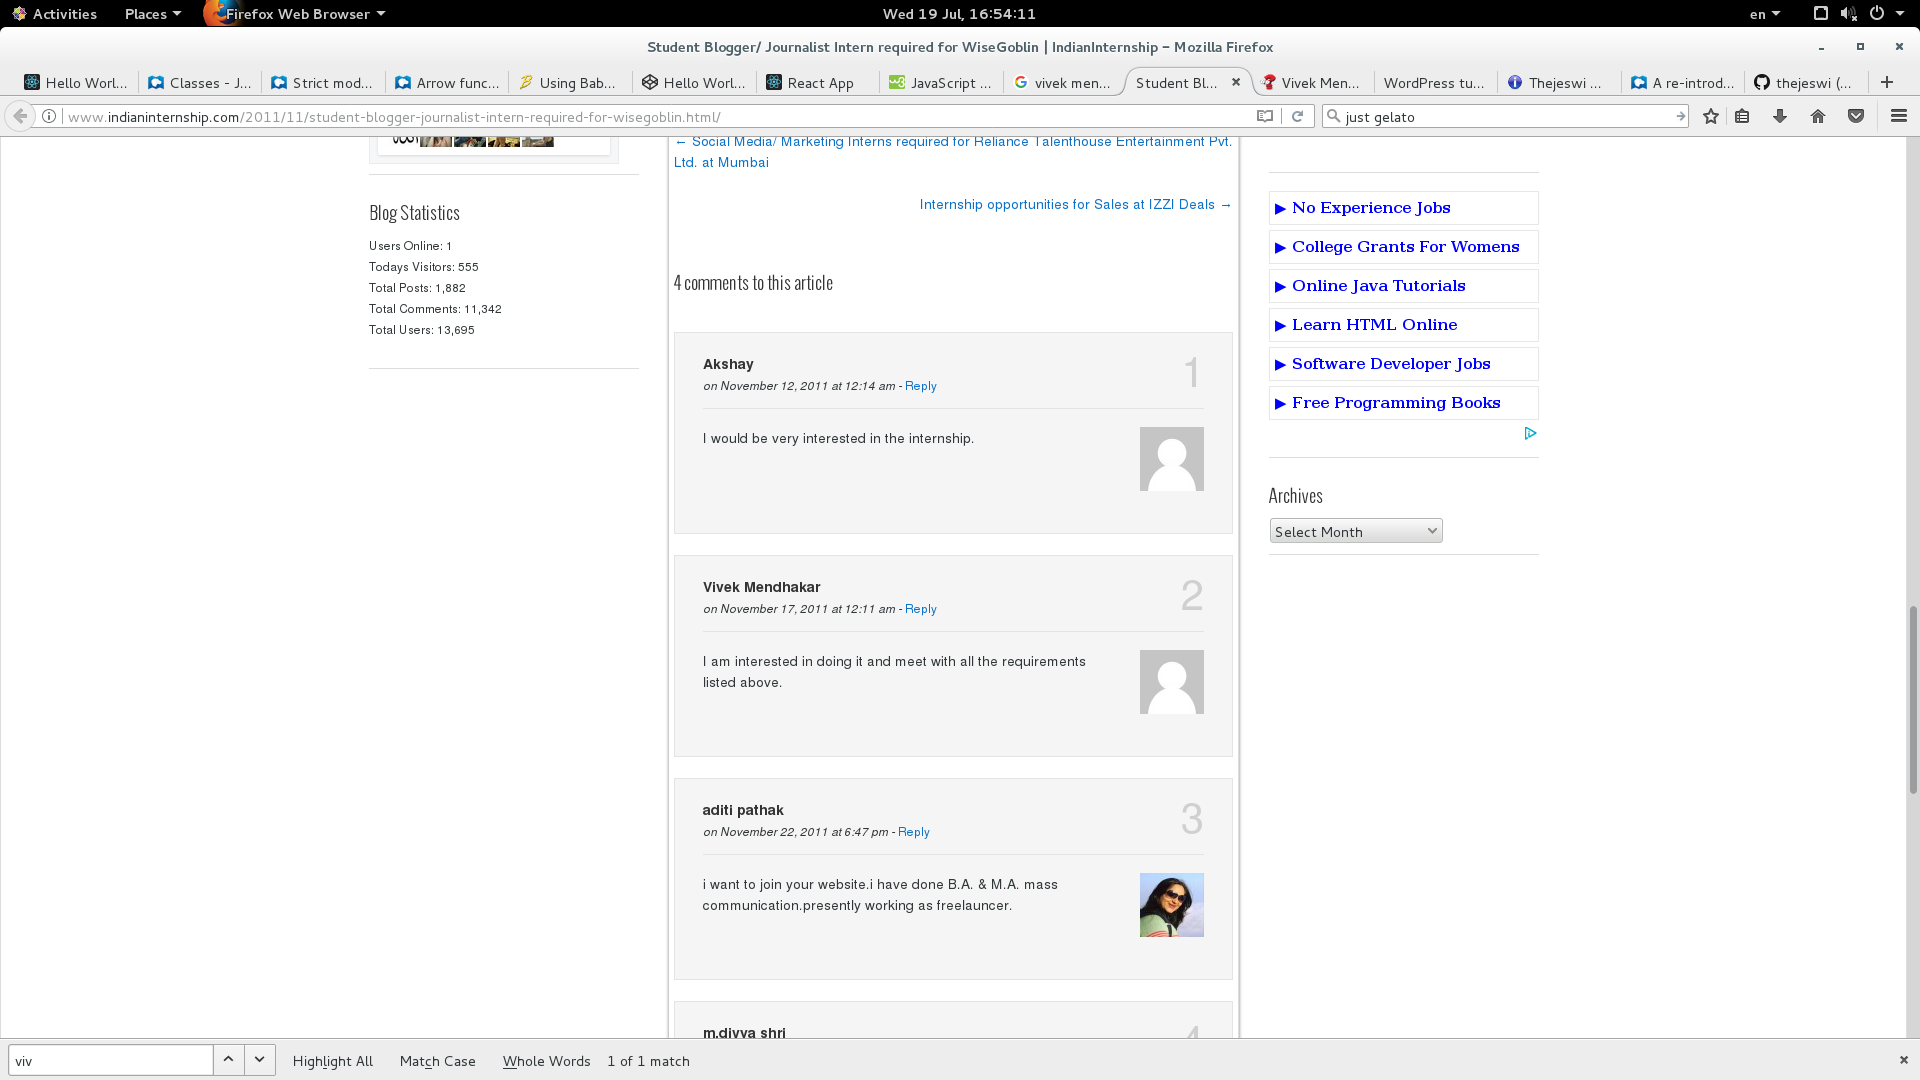 Activities Places Firefox Web Browser Wed 19 Jul, 16:54:11 en
Student Blogger/ Journalist Intern required for WiseGoblin | IndianInternship – Mozilla Firefox
Hello Worl... Classes - J... Strict mod... Arrow func... Using Bab... Hello Worl... React App JavaScript ... vivek men... Student Bl... Vivek Men... WordPress tu... Thejeswi ... A re-introd... thejeswi (...
www.indianinternship.com/2011/11/student-blogger-journalist-intern-required-for-wisegoblin.html/ just gelato
Blog Statistics
Users Online: 1
Todays Visitors: 555
Total Posts: 1,882
Total Comments: 11,342
Total Users: 13,695
← Social Media/ Marketing Interns required for Reliance Talenthouse Entertainment Pvt.
Ltd. at Mumbai
Internship opportunities for Sales at IZZI Deals →
4 comments to this article
Akshay 1
on November 12, 2011 at 12:14 am - Reply
I would be very interested in the internship.
Vivek Mendhakar 2
on November 17, 2011 at 12:11 am - Reply
I am interested in doing it and meet with all the requirements
listed above.
aditi pathak 3
on November 22, 2011 at 6:47 pm - Reply
i want to join your website.i have done B.A. & M.A. mass
communication.presently working as freelauncer.
m.divya shri 4
▶ No Experience Jobs
▶ College Grants For Womens
▶ Online Java Tutorials
▶ Learn HTML Online
▶ Software Developer Jobs
▶ Free Programming Books
Archives
Select Month
viv Highlight All Match Case Whole Words 1 of 1 match